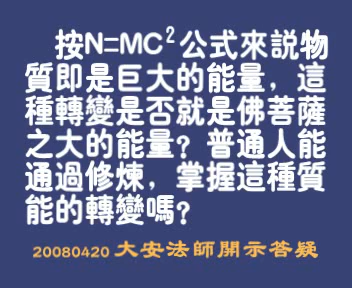 按N=MC²公式來説物
質即是巨大的能量，這
種轉變是否就是佛菩薩
之大的能量？普通人能
通過修煉，掌握這種質
能的轉變嗎？
20080420 大安法師開示答疑